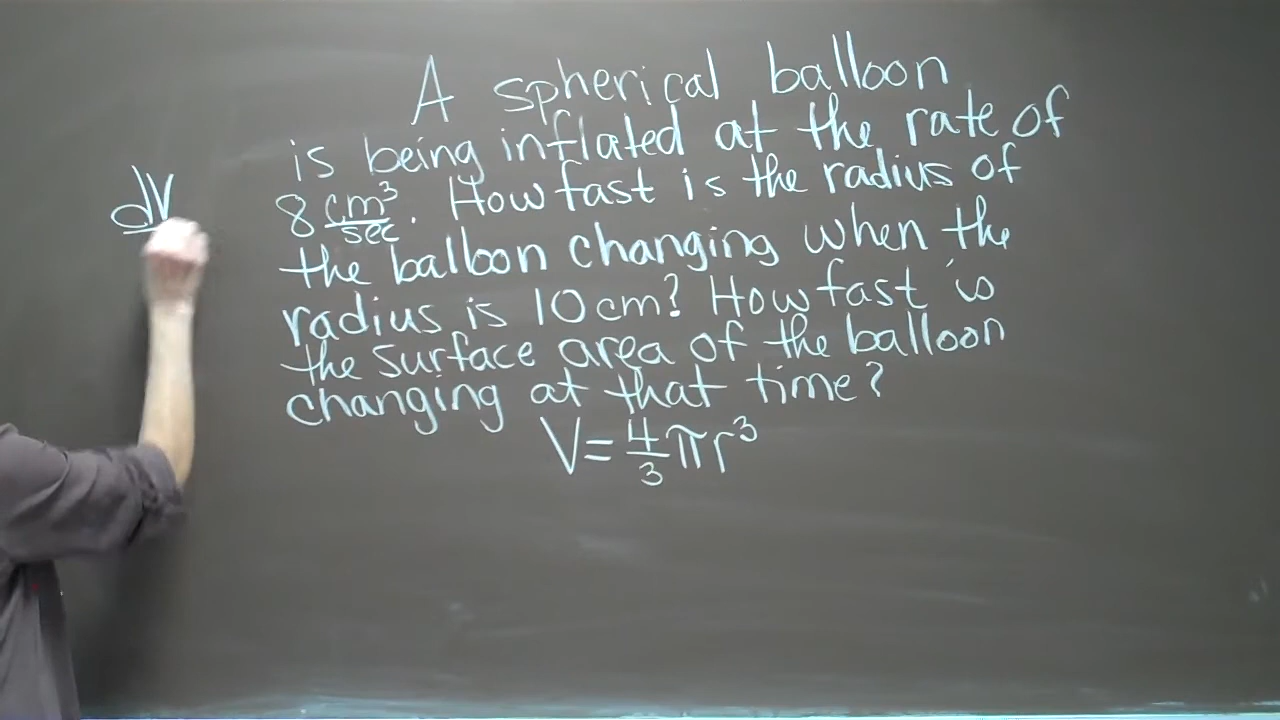 A spherical balloon
is being inflated at the rate of
8 cm³/sec. How fast is the radius of
the balloon changing when the
radius is 10 cm? How fast is
the surface area of the balloon
changing at that time?
V = 4/3 πr³
dV